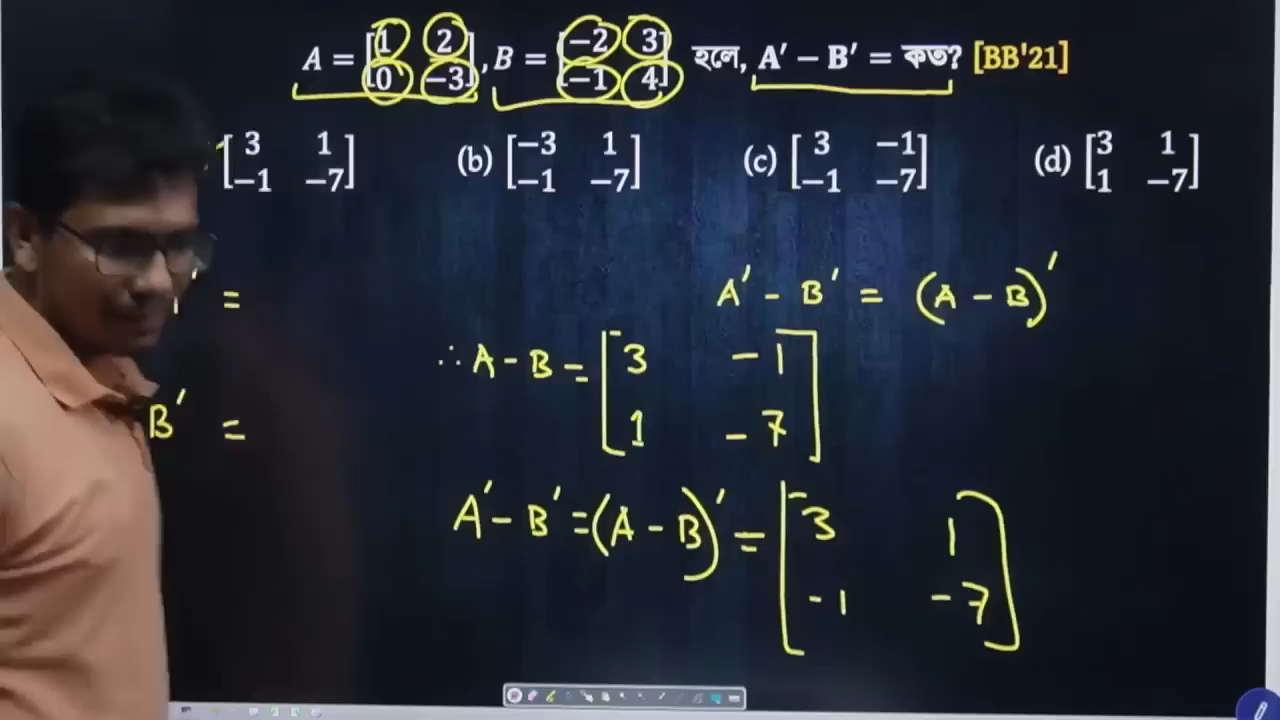 A = [1 2 0 −3], B = [−2 3 −1 4] হলে, A′ − B′ = কত? [BB'21]
[3 1 −1 −7] (b) [−3 1 −1 −7] (c) [3 −1 −1 −7] (d) [3 1 1 −7]
′ = A′ - B′ = (A - B)′
∴ A - B = [3 -1 1 -7]
B′ =
A′ - B′ = (A - B)′ = [3 1 -1 -7]